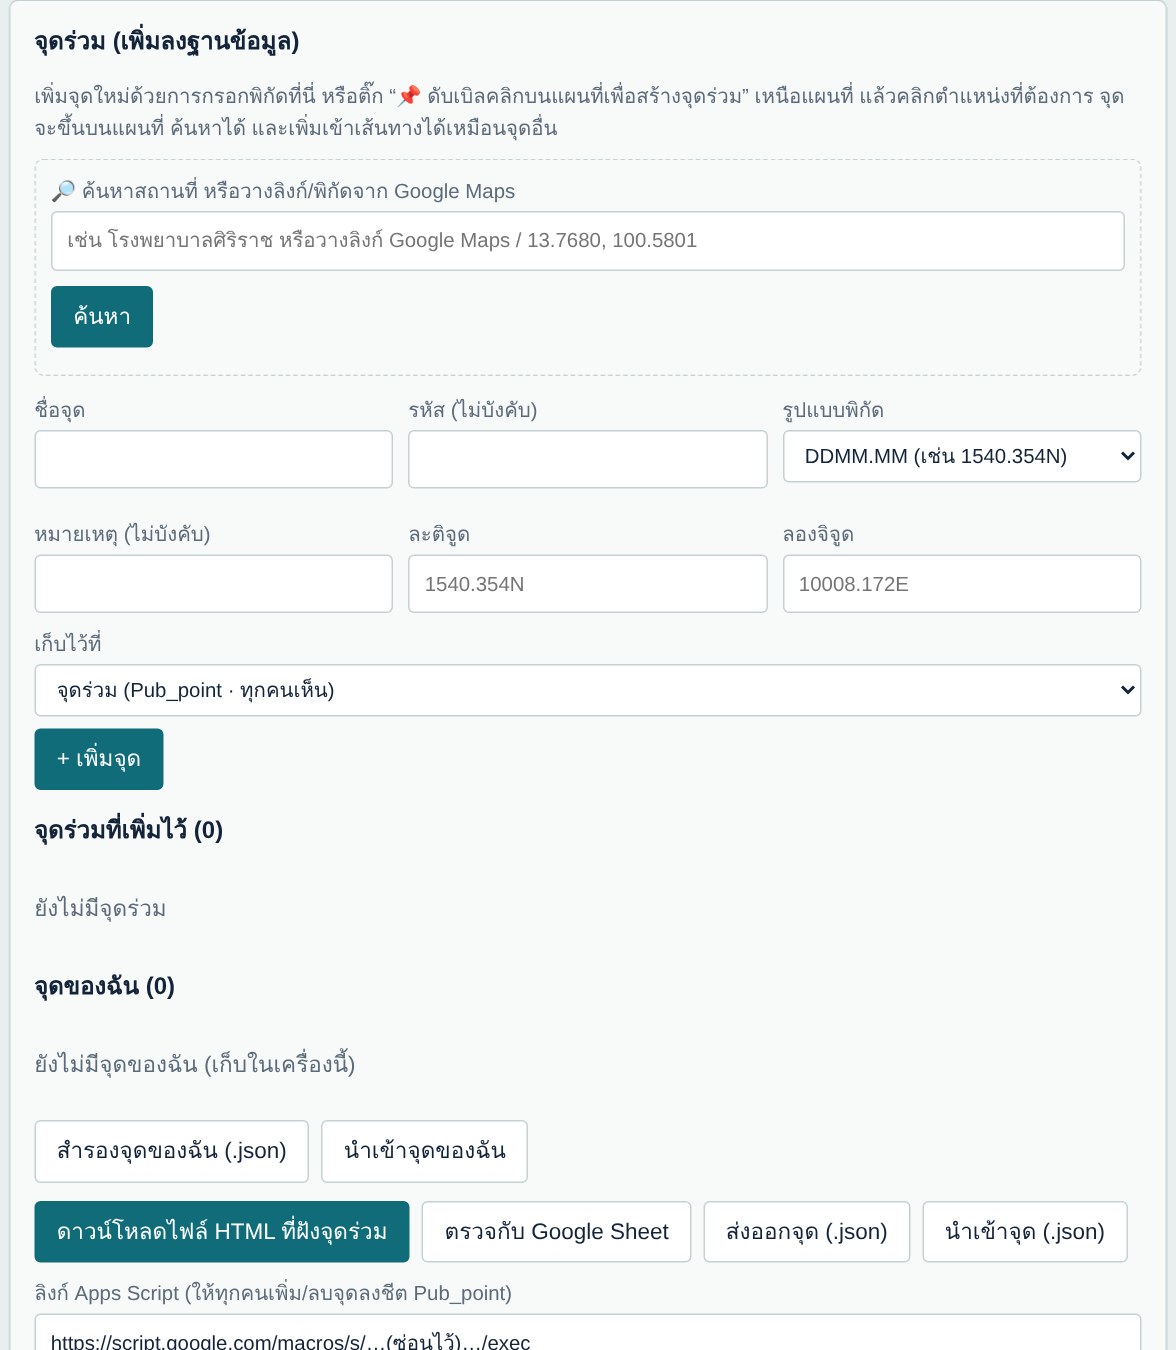 จุดร่วม (เพิ่มลงฐานข้อมูล)
เพิ่มจุดใหม่ด้วยการกรอกพิกัดที่นี่ หรือติ๊ก “📌 ดับเบิลคลิกบนแผนที่เพื่อสร้างจุดร่วม” เหนือแผนที่ แล้วคลิกตำแหน่งที่ต้องการ จุด
จะขึ้นบนแผนที่ ค้นหาได้ และเพิ่มเข้าเส้นทางได้เหมือนจุดอื่น
🔎 ค้นหาสถานที่ หรือวางลิงก์/พิกัดจาก Google Maps
เช่น โรงพยาบาลศิริราช หรือวางลิงก์ Google Maps / 13.7680, 100.5801
ค้นหา
ชื่อจุด รหัส (ไม่บังคับ) รูปแบบพิกัด
DDMM.MM (เช่น 1540.354N)
หมายเหตุ (ไม่บังคับ) ละติจูด ลองจิจูด
1540.354N 10008.172E
เก็บไว้ที่
จุดร่วม (Pub_point · ทุกคนเห็น)
+ เพิ่มจุด
จุดร่วมที่เพิ่มไว้ (0)
ยังไม่มีจุดร่วม
จุดของฉัน (0)
ยังไม่มีจุดของฉัน (เก็บในเครื่องนี้)
สำรองจุดของฉัน (.json) นำเข้าจุดของฉัน
ดาวน์โหลดไฟล์ HTML ที่ฝังจุดร่วม ตรวจกับ Google Sheet ส่งออกจุด (.json) นำเข้าจุด (.json)
ลิงก์ Apps Script (ให้ทุกคนเพิ่ม/ลบจุดลงชีต Pub_point)
https://script.google.com/macros/s/…(ซ่อนไว้)…/exec